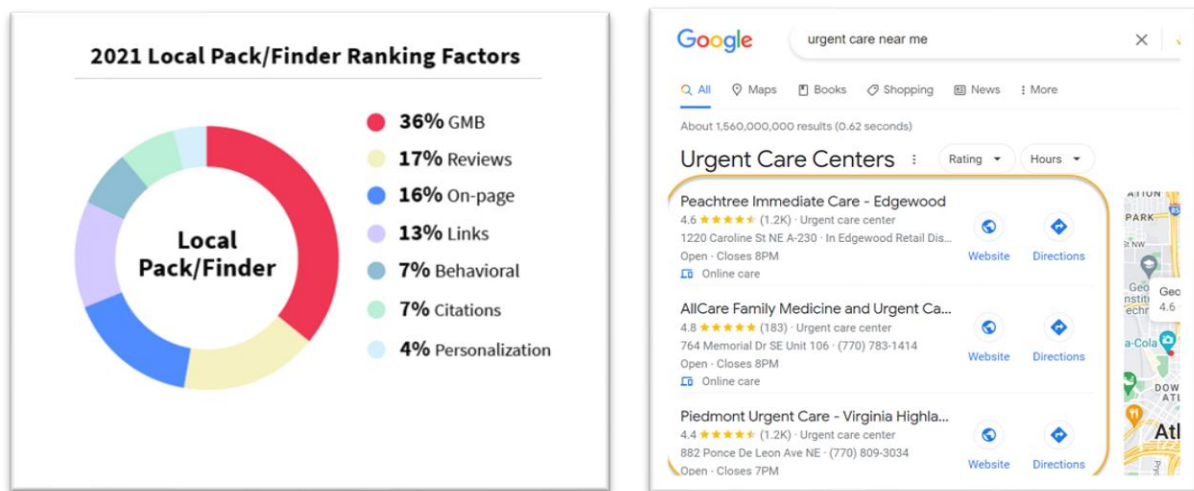 2021 Local Pack/Finder Ranking Factors
36% GMB
17% Reviews
16% On-page
13% Links
7% Behavioral
7% Citations
4% Personalization
Local
Pack/Finder
Google
urgent care near me
All Maps Books Shopping News More
About 1,560,000,000 results (0.62 seconds)
Urgent Care Centers
Rating Hours
Peachtree Immediate Care - Edgewood
4.6 (1.2K) · Urgent care center
1220 Caroline St NE A-230 · In Edgewood Retail Dis...
Open · Closes 8PM
Online care
Website Directions
AllCare Family Medicine and Urgent Ca...
4.8 (183) · Urgent care center
764 Memorial Dr SE Unit 106 · (770) 783-1414
Open · Closes 8PM
Online care
Website Directions
Piedmont Urgent Care - Virginia Highla...
4.4 (1.2K) · Urgent care center
882 Ponce De Leon Ave NE · (770) 809-3034
Open · Closes 7PM
Website Directions
PARK
Geo
Geo
4.6
a-Cola
DOW
ATL
Atl